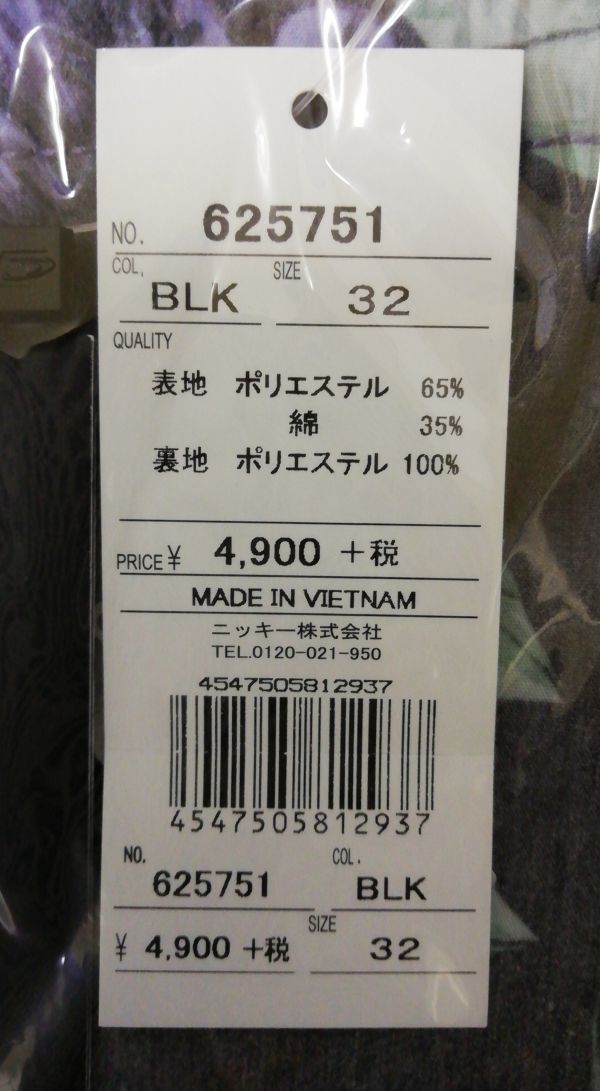 NO. 625751
COL. SIZE
BLK 32
QUALITY
表地 ポリエステル 65%
綿 35%
裏地 ポリエステル 100%
PRICE ¥ 4,900 +税
MADE IN VIETNAM
ニッキー株式会社
TEL.0120-021-950
4547505812937
4547505812937
NO. COL.
625751 BLK
SIZE
¥ 4,900 +税 32